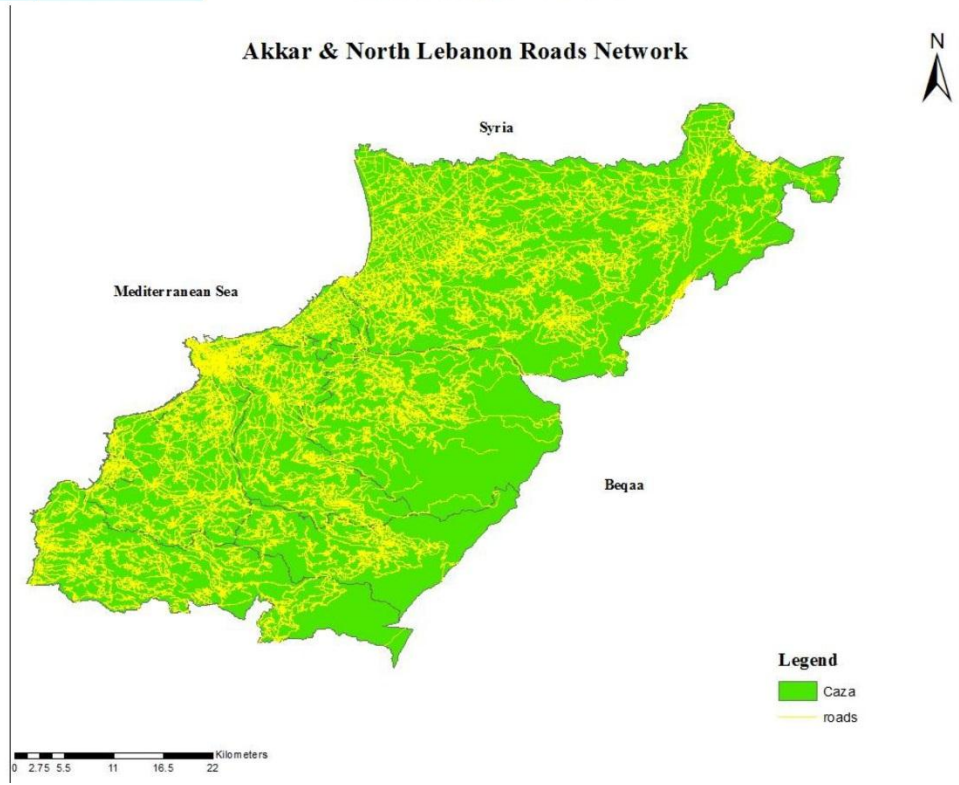 Akkar & North Lebanon Roads Network
N
Syria
Mediterranean Sea
Beqaa
Legend
Caza
roads
Kilometers
0 2.75 5.5 11 16.5 22